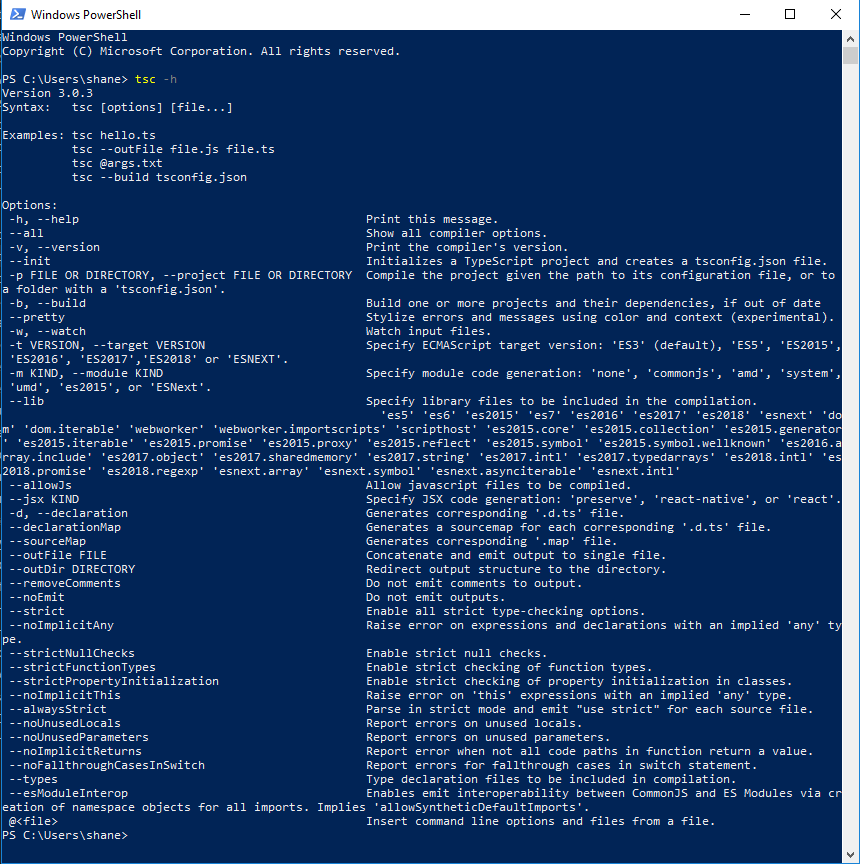 Windows PowerShell
Windows PowerShell
Copyright (C) Microsoft Corporation. All rights reserved.
PS C:\Users\shane> tsc -h
Version 3.0.3
Syntax:   tsc [options] [file...]
Examples: tsc hello.ts
          tsc --outFile file.js file.ts
          tsc @args.txt
          tsc --build tsconfig.json
Options:
 -h, --help                                         Print this message.
 --all                                              Show all compiler options.
 -v, --version                                      Print the compiler's version.
 --init                                             Initializes a TypeScript project and creates a tsconfig.json file.
 -p FILE OR DIRECTORY, --project FILE OR DIRECTORY  Compile the project given the path to its configuration file, or to
a folder with a 'tsconfig.json'.
 -b, --build                                        Build one or more projects and their dependencies, if out of date
 --pretty                                           Stylize errors and messages using color and context (experimental).
 -w, --watch                                        Watch input files.
 -t VERSION, --target VERSION                       Specify ECMAScript target version: 'ES3' (default), 'ES5', 'ES2015',
 'ES2016', 'ES2017','ES2018' or 'ESNEXT'.
 -m KIND, --module KIND                             Specify module code generation: 'none', 'commonjs', 'amd', 'system',
 'umd', 'es2015', or 'ESNext'.
 --lib                                              Specify library files to be included in the compilation.
                                                      'es5' 'es6' 'es2015' 'es7' 'es2016' 'es2017' 'es2018' 'esnext' 'do
m' 'dom.iterable' 'webworker' 'webworker.importscripts' 'scripthost' 'es2015.core' 'es2015.collection' 'es2015.generator
' 'es2015.iterable' 'es2015.promise' 'es2015.proxy' 'es2015.reflect' 'es2015.symbol' 'es2015.symbol.wellknown' 'es2016.a
rray.include' 'es2017.object' 'es2017.sharedmemory' 'es2017.string' 'es2017.intl' 'es2017.typedarrays' 'es2018.intl' 'es
2018.promise' 'es2018.regexp' 'esnext.array' 'esnext.symbol' 'esnext.asynciterable' 'esnext.intl'
 --allowJs                                          Allow javascript files to be compiled.
 --jsx KIND                                         Specify JSX code generation: 'preserve', 'react-native', or 'react'.
 -d, --declaration                                  Generates corresponding '.d.ts' file.
 --declarationMap                                   Generates a sourcemap for each corresponding '.d.ts' file.
 --sourceMap                                        Generates corresponding '.map' file.
 --outFile FILE                                     Concatenate and emit output to single file.
 --outDir DIRECTORY                                 Redirect output structure to the directory.
 --removeComments                                   Do not emit comments to output.
 --noEmit                                           Do not emit outputs.
 --strict                                           Enable all strict type-checking options.
 --noImplicitAny                                    Raise error on expressions and declarations with an implied 'any' ty
pe.
 --strictNullChecks                                 Enable strict null checks.
 --strictFunctionTypes                              Enable strict checking of function types.
 --strictPropertyInitialization                     Enable strict checking of property initialization in classes.
 --noImplicitThis                                   Raise error on 'this' expressions with an implied 'any' type.
 --alwaysStrict                                     Parse in strict mode and emit "use strict" for each source file.
 --noUnusedLocals                                   Report errors on unused locals.
 --noUnusedParameters                               Report errors on unused parameters.
 --noImplicitReturns                                Report error when not all code paths in function return a value.
 --noFallthroughCasesInSwitch                       Report errors for fallthrough cases in switch statement.
 --types                                            Type declaration files to be included in compilation.
 --esModuleInterop                                  Enables emit interoperability between CommonJS and ES Modules via cr
eation of namespace objects for all imports. Implies 'allowSyntheticDefaultImports'.
 @<file>                                            Insert command line options and files from a file.
PS C:\Users\shane>